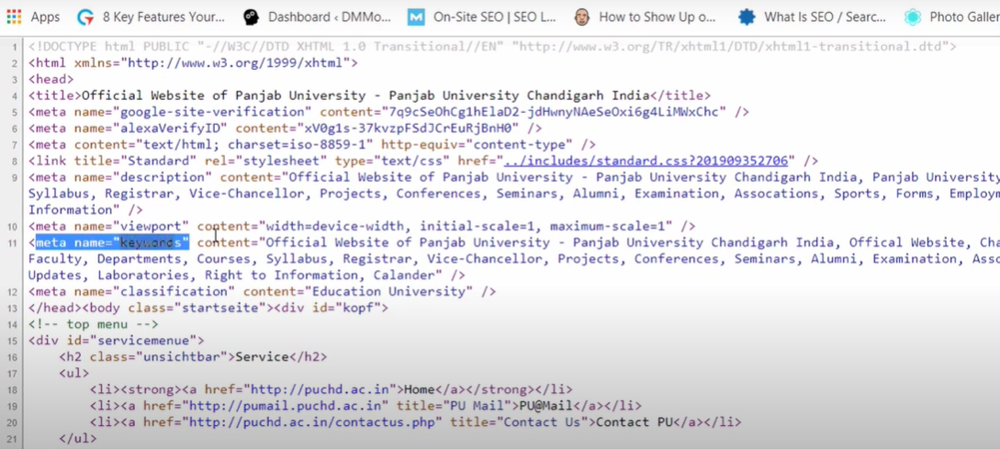 Apps 8 Key Features Your... Dashboard ‹ DMMo... On-Site SEO | SEO L... How to Show Up o... What Is SEO / Searc... Photo Galler
1 <!DOCTYPE html PUBLIC "-//W3C//DTD XHTML 1.0 Transitional//EN" "http://www.w3.org/TR/xhtml1/DTD/xhtml1-transitional.dtd">
2 <html xmlns="http://www.w3.org/1999/xhtml">
3 <head>
4 <title>Official Website of Panjab University - Panjab University Chandigarh India</title>
5 <meta name="google-site-verification" content="7q9cSeOhCg1hElaD2-jdHwnyNAeSeOxi6g4LiMWxChc" />
6 <meta name="alexaVerifyID" content="xV0g1s-37kvzpFSdJCrEuRjBnH0" />
7 <meta content="text/html; charset=iso-8859-1" http-equiv="content-type" />
8 <link title="Standard" rel="stylesheet" type="text/css" href="../includes/standard.css?201909352706" />
9 <meta name="description" content="Official Website of Panjab University - Panjab University Chandigarh India, Panjab University
Syllabus, Registrar, Vice-Chancellor, Projects, Conferences, Seminars, Alumni, Examination, Assocations, Sports, Forms, Employm
Information" />
10 <meta name="viewport" content="width=device-width, initial-scale=1, maximum-scale=1" />
11 <meta name="keywords" content="Official Website of Panjab University - Panjab University Chandigarh India, Offical Website, Cha
Faculty, Departments, Courses, Syllabus, Registrar, Vice-Chancellor, Projects, Conferences, Seminars, Alumni, Examination, Asso
Updates, Laboratories, Right to Information, Calander" />
12 <meta name="classification" content="Education University" />
13 </head><body class="startseite"><div id="kopf">
14 <!-- top menu -->
15 <div id="servicemenue">
16 <h2 class="unsichtbar">Service</h2>
17 <ul>
18 <li><strong><a href="http://puchd.ac.in">Home</a></strong></li>
19 <li><a href="http://pumail.puchd.ac.in" title="PU Mail">PU@Mail</a></li>
20 <li><a href="http://puchd.ac.in/contactus.php" title="Contact Us">Contact PU</a></li>
21 </ul>